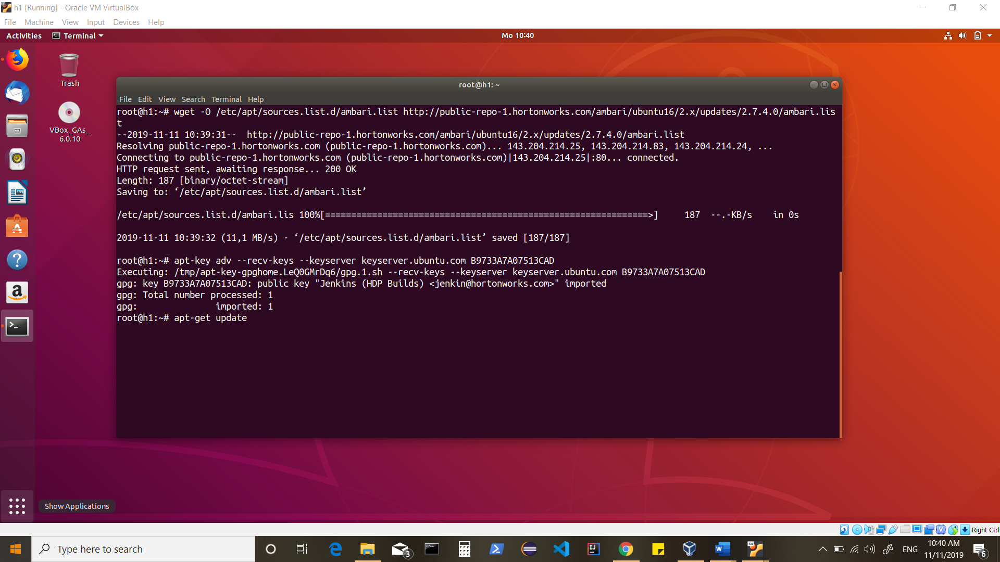 h1 [Running] - Oracle VM VirtualBox
File Machine View Input Devices Help
Activities Terminal Mo 10:40
Trash
VBox_GAs_
6.0.10
root@h1: ~
File Edit View Search Terminal Help
root@h1:~# wget -O /etc/apt/sources.list.d/ambari.list http://public-repo-1.hortonworks.com/ambari/ubuntu16/2.x/updates/2.7.4.0/ambari.lis
t
--2019-11-11 10:39:31--  http://public-repo-1.hortonworks.com/ambari/ubuntu16/2.x/updates/2.7.4.0/ambari.list
Resolving public-repo-1.hortonworks.com (public-repo-1.hortonworks.com)... 143.204.214.25, 143.204.214.83, 143.204.214.24, ...
Connecting to public-repo-1.hortonworks.com (public-repo-1.hortonworks.com)|143.204.214.25|:80... connected.
HTTP request sent, awaiting response... 200 OK
Length: 187 [binary/octet-stream]
Saving to: ‘/etc/apt/sources.list.d/ambari.list’
/etc/apt/sources.list.d/ambari.lis 100%[==============================================================>]     187  --.-KB/s    in 0s
2019-11-11 10:39:32 (11,1 MB/s) - ‘/etc/apt/sources.list.d/ambari.list’ saved [187/187]
root@h1:~# apt-key adv --recv-keys --keyserver keyserver.ubuntu.com B9733A7A07513CAD
Executing: /tmp/apt-key-gpghome.LeQ0GMrDq6/gpg.1.sh --recv-keys --keyserver keyserver.ubuntu.com B9733A7A07513CAD
gpg: key B9733A7A07513CAD: public key "Jenkins (HDP Builds) <jenkin@hortonworks.com>" imported
gpg: Total number processed: 1
gpg:               imported: 1
root@h1:~# apt-get update
Show Applications
Right Ctrl
Type here to search
3
ENG
10:40 AM
11/11/2019
6